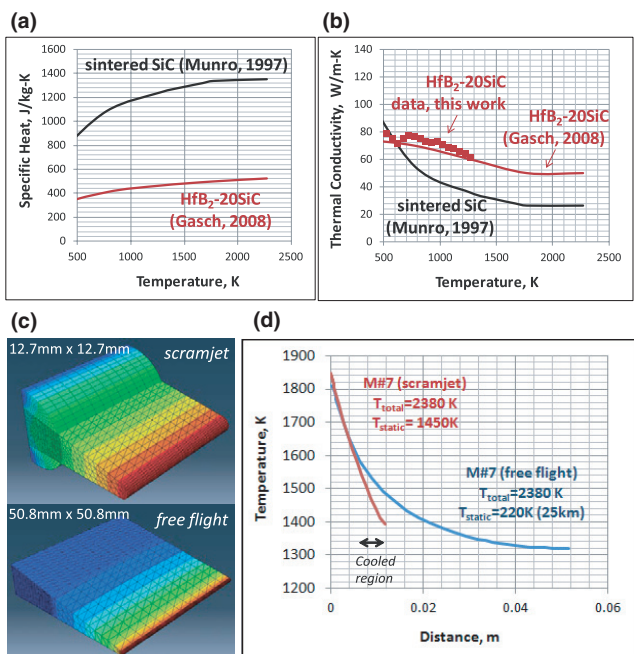 (a)
1600
1400
1200
1000
800
600
400
200
0
500
1000
1500
2000
2500
Specific Heat, J/kg-K
Temperature, K
sintered SiC (Munro, 1997)
HfB2-20SiC
(Gasch, 2008)
(b)
140
120
100
80
60
40
20
0
500
1000
1500
2000
2500
Thermal Conductivity, W/m-K
Temperature, K
HfB2-20SiC
data, this work
HfB2-20SiC
(Gasch, 2008)
sintered SiC
(Munro, 1997)
(c)
12.7mm x 12.7mm
scramjet
50.8mm x 50.8mm
free flight
(d)
1900
1800
1700
1600
1500
1400
1300
1200
0
0.02
0.04
0.06
Temperature, K
Distance, m
M#7 (scramjet)
Ttotal=2380 K
Tstatic=1450K
M#7 (free flight)
Ttotal=2380 K
Tstatic=220K (25km)
Cooled
region